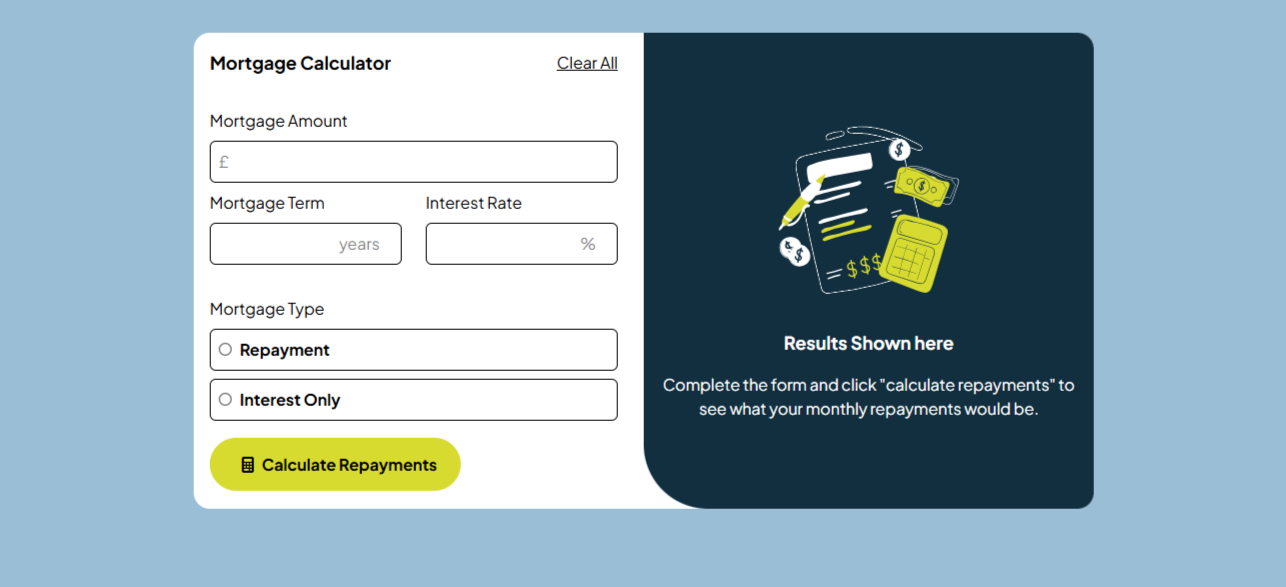 Mortgage Calculator
Clear All
Mortgage Amount
£
Mortgage Term
Interest Rate
years
%
Mortgage Type
Repayment
Interest Only
Calculate Repayments
$
$
$
$
$$$
Results Shown here
Complete the form and click "calculate repayments" to
see what your monthly repayments would be.